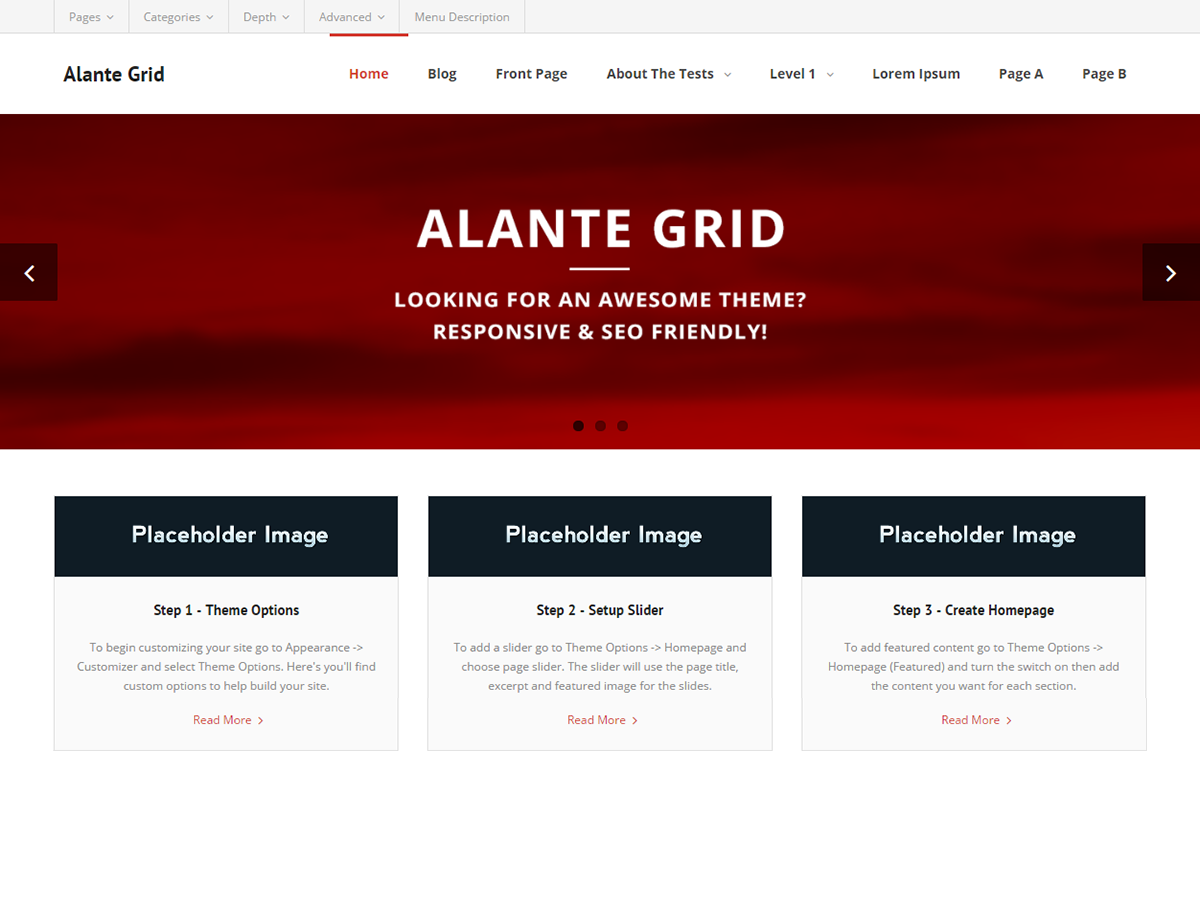 Pages Categories Depth Advanced Menu Description
Alante Grid Home Blog Front Page About The Tests Level 1 Lorem Ipsum Page A Page B
ALANTE GRID
LOOKING FOR AN AWESOME THEME?
RESPONSIVE & SEO FRIENDLY!
Placeholder Image
Step 1 - Theme Options
To begin customizing your site go to Appearance ->
Customizer and select Theme Options. Here's you'll find
custom options to help build your site.
Read More
Placeholder Image
Step 2 - Setup Slider
To add a slider go to Theme Options -> Homepage and
choose page slider. The slider will use the page title,
excerpt and featured image for the slides.
Read More
Placeholder Image
Step 3 - Create Homepage
To add featured content go to Theme Options ->
Homepage (Featured) and turn the switch on then add
the content you want for each section.
Read More